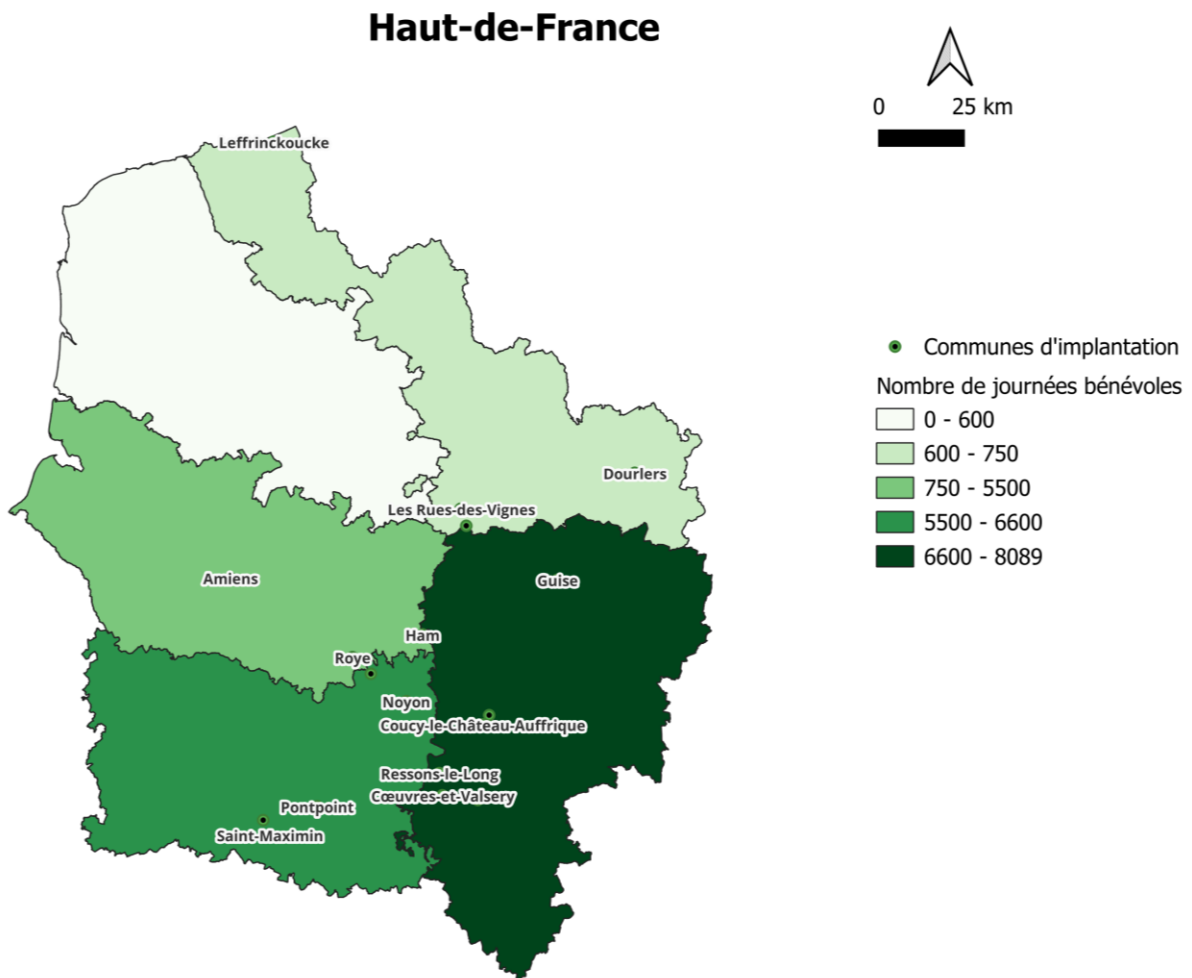 Haut-de-France
0 25 km
Leffrinckoucke
Communes d'implantation
Nombre de journées bénévoles
0 - 600
600 - 750
750 - 5500
5500 - 6600
6600 - 8089
Dourlers
Les Rues-des-Vignes
Amiens
Guise
Ham
Roye
Noyon
Coucy-le-Château-Auffrique
Ressons-le-Long
Cœuvres-et-Valsery
Pontpoint
Saint-Maximin